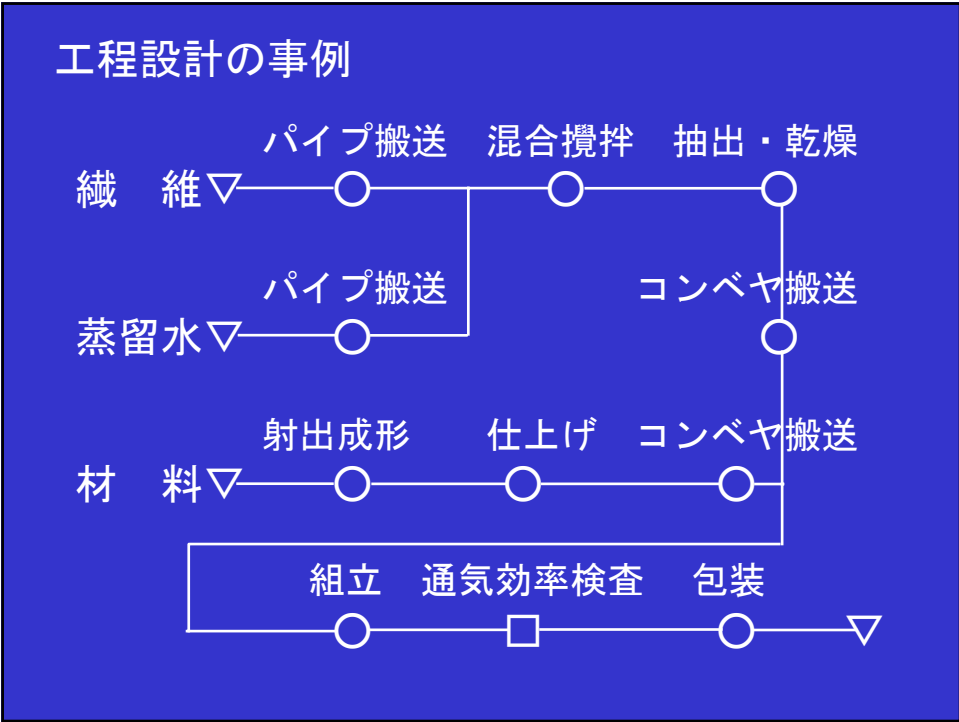 工程設計の事例
パイプ搬送 混合攪拌 抽出・乾燥
繊 維
パイプ搬送 コンベヤ搬送
蒸留水
射出成形 仕上げ コンベヤ搬送
材 料
組立 通気効率検査 包装